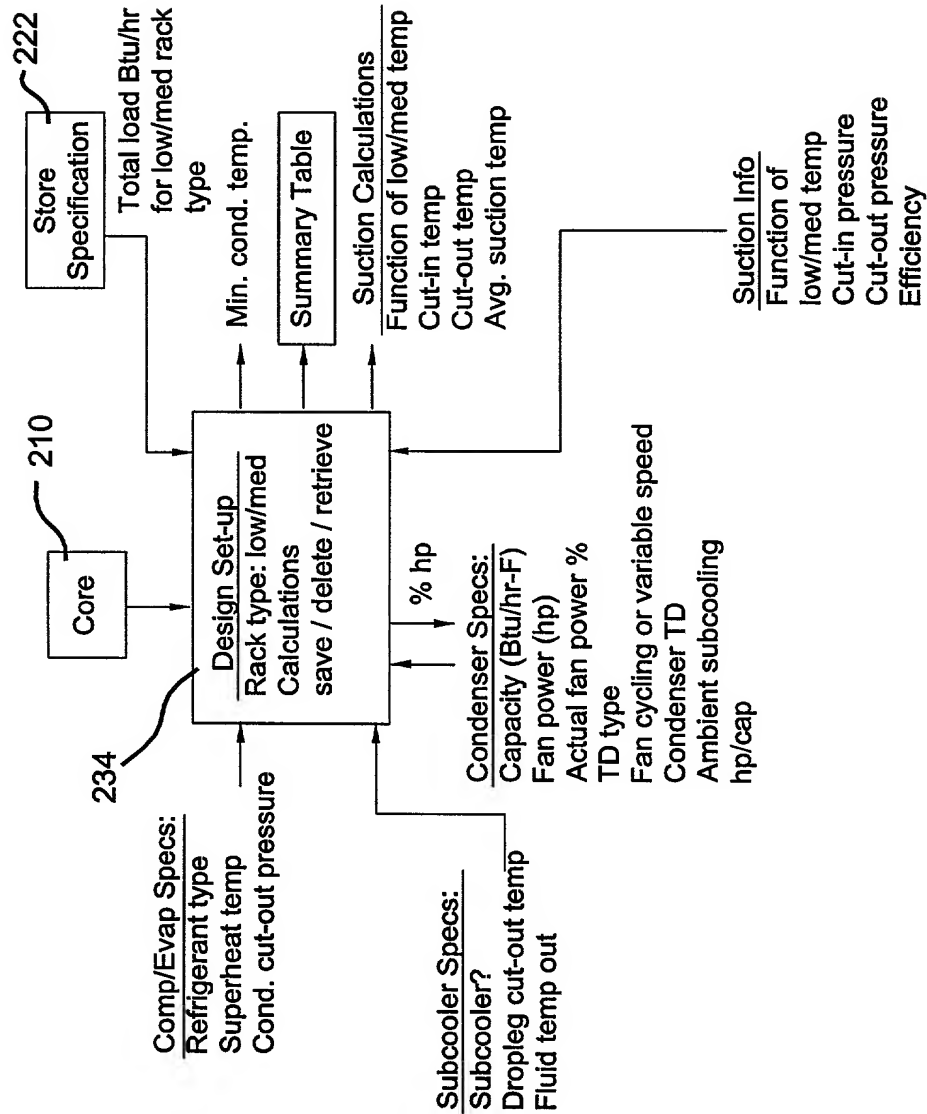 222
Store
Specification
Total load Btu/hr
for low/med rack
type
210
Core
234
Design Set-up
Rack type: low/med
Calculations
save / delete / retrieve
Min. cond. temp.
Summary Table
Suction Calculations
Function of low/med temp
Cut-in temp
Cut-out temp
Avg. suction temp
Comp/Evap Specs:
Refrigerant type
Superheat temp
Cond. cut-out pressure
% hp
Subcooler Specs:
Subcooler?
Dropleg cut-out temp
Fluid temp out
Condenser Specs:
Capacity (Btu/hr-F)
Fan power (hp)
Actual fan power %
TD type
Fan cycling or variable speed
Condenser TD
Ambient subcooling
hp/cap
Suction Info
Function of
low/med temp
Cut-in pressure
Cut-out pressure
Efficiency